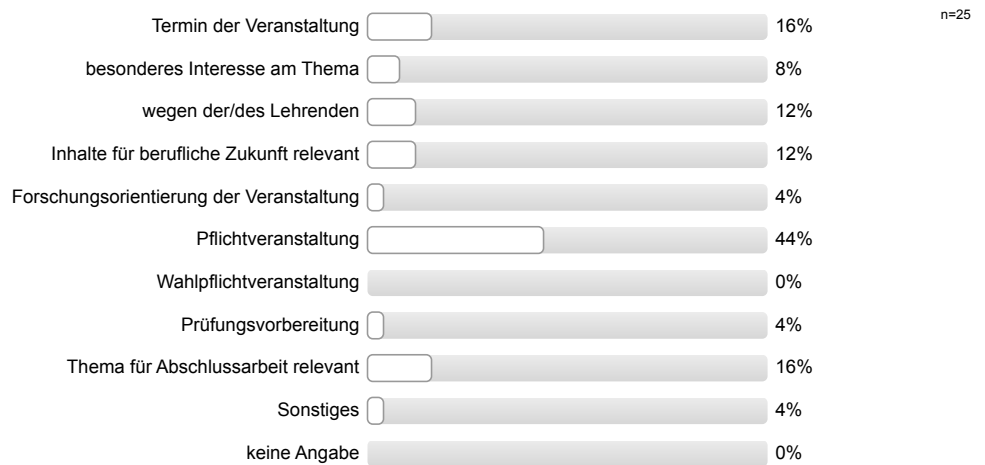 n=25
Termin der Veranstaltung 16%
besonderes Interesse am Thema 8%
wegen der/des Lehrenden 12%
Inhalte für berufliche Zukunft relevant 12%
Forschungsorientierung der Veranstaltung 4%
Pflichtveranstaltung 44%
Wahlpflichtveranstaltung 0%
Prüfungsvorbereitung 4%
Thema für Abschlussarbeit relevant 16%
Sonstiges 4%
keine Angabe 0%